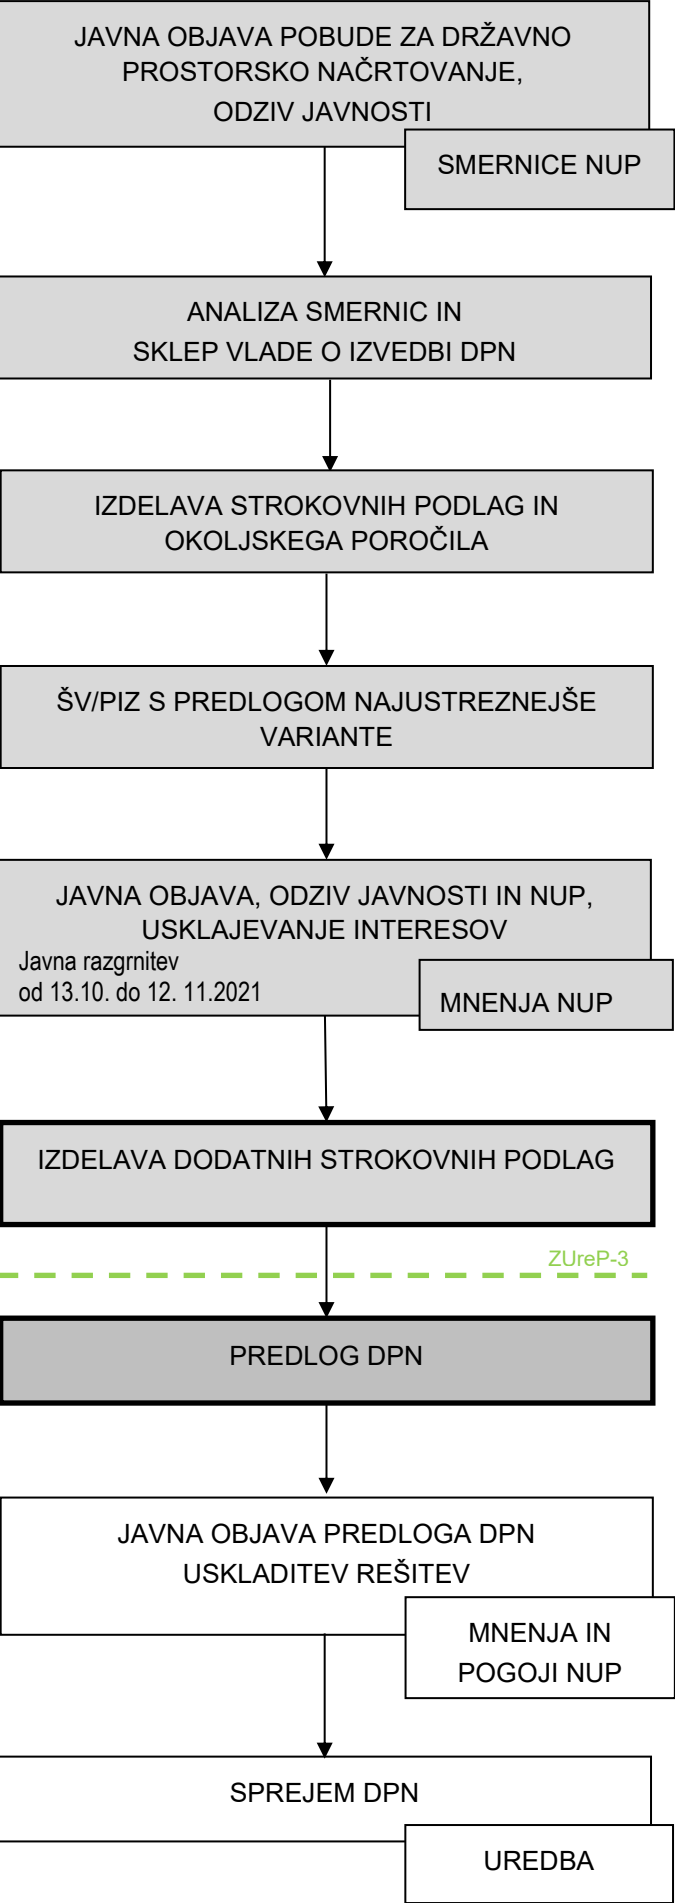 JAVNA OBJAVA POBUDE ZA DRŽAVNO
PROSTORSKO NAČRTOVANJE,
ODZIV JAVNOSTI
SMERNICE NUP
ANALIZA SMERNIC IN
SKLEP VLADE O IZVEDBI DPN
IZDELAVA STROKOVNIH PODLAG IN
OKOLJSKEGA POROČILA
ŠV/PIZ S PREDLOGOM NAJUSTREZNEJŠE
VARIANTE
JAVNA OBJAVA, ODZIV JAVNOSTI IN NUP,
USKLAJEVANJE INTERESOV
Javna razgrnitev
od 13.10. do 12. 11.2021
MNENJA NUP
IZDELAVA DODATNIH STROKOVNIH PODLAG
ZUreP-3
PREDLOG DPN
JAVNA OBJAVA PREDLOGA DPN
USKLADITEV REŠITEV
MNENJA IN
POGOJI NUP
SPREJEM DPN
UREDBA